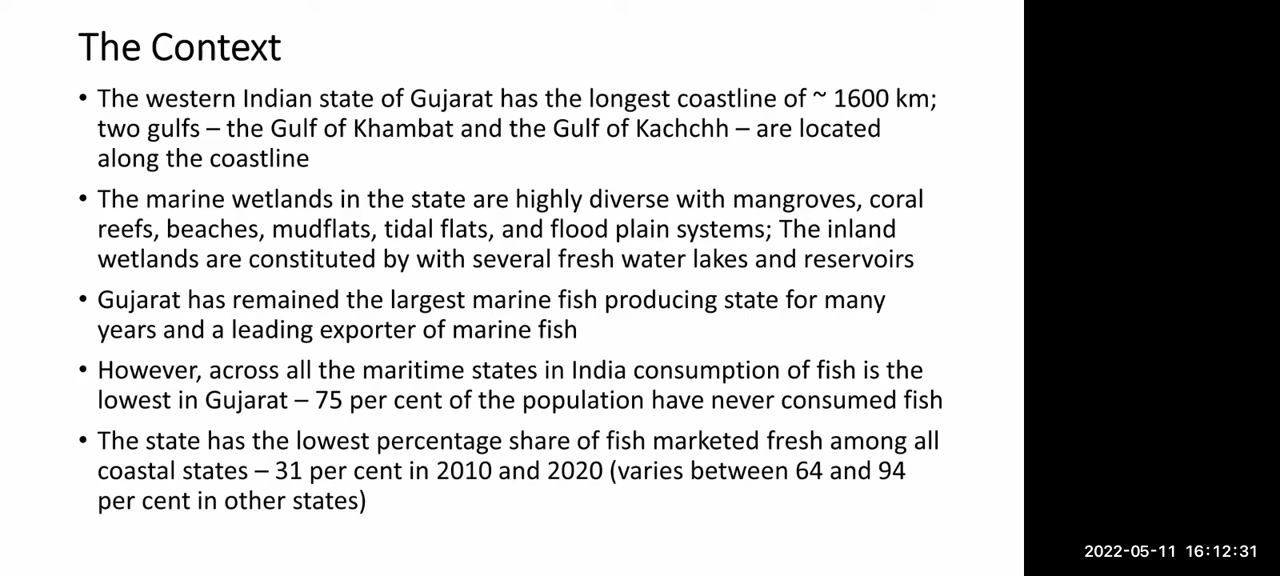 The Context
• The western Indian state of Gujarat has the longest coastline of ~ 1600 km;
two gulfs – the Gulf of Khambat and the Gulf of Kachchh – are located
along the coastline
• The marine wetlands in the state are highly diverse with mangroves, coral
reefs, beaches, mudflats, tidal flats, and flood plain systems; The inland
wetlands are constituted by with several fresh water lakes and reservoirs
• Gujarat has remained the largest marine fish producing state for many
years and a leading exporter of marine fish
• However, across all the maritime states in India consumption of fish is the
lowest in Gujarat – 75 per cent of the population have never consumed fish
• The state has the lowest percentage share of fish marketed fresh among all
coastal states – 31 per cent in 2010 and 2020 (varies between 64 and 94
per cent in other states)
2022-05-11 16:12:31